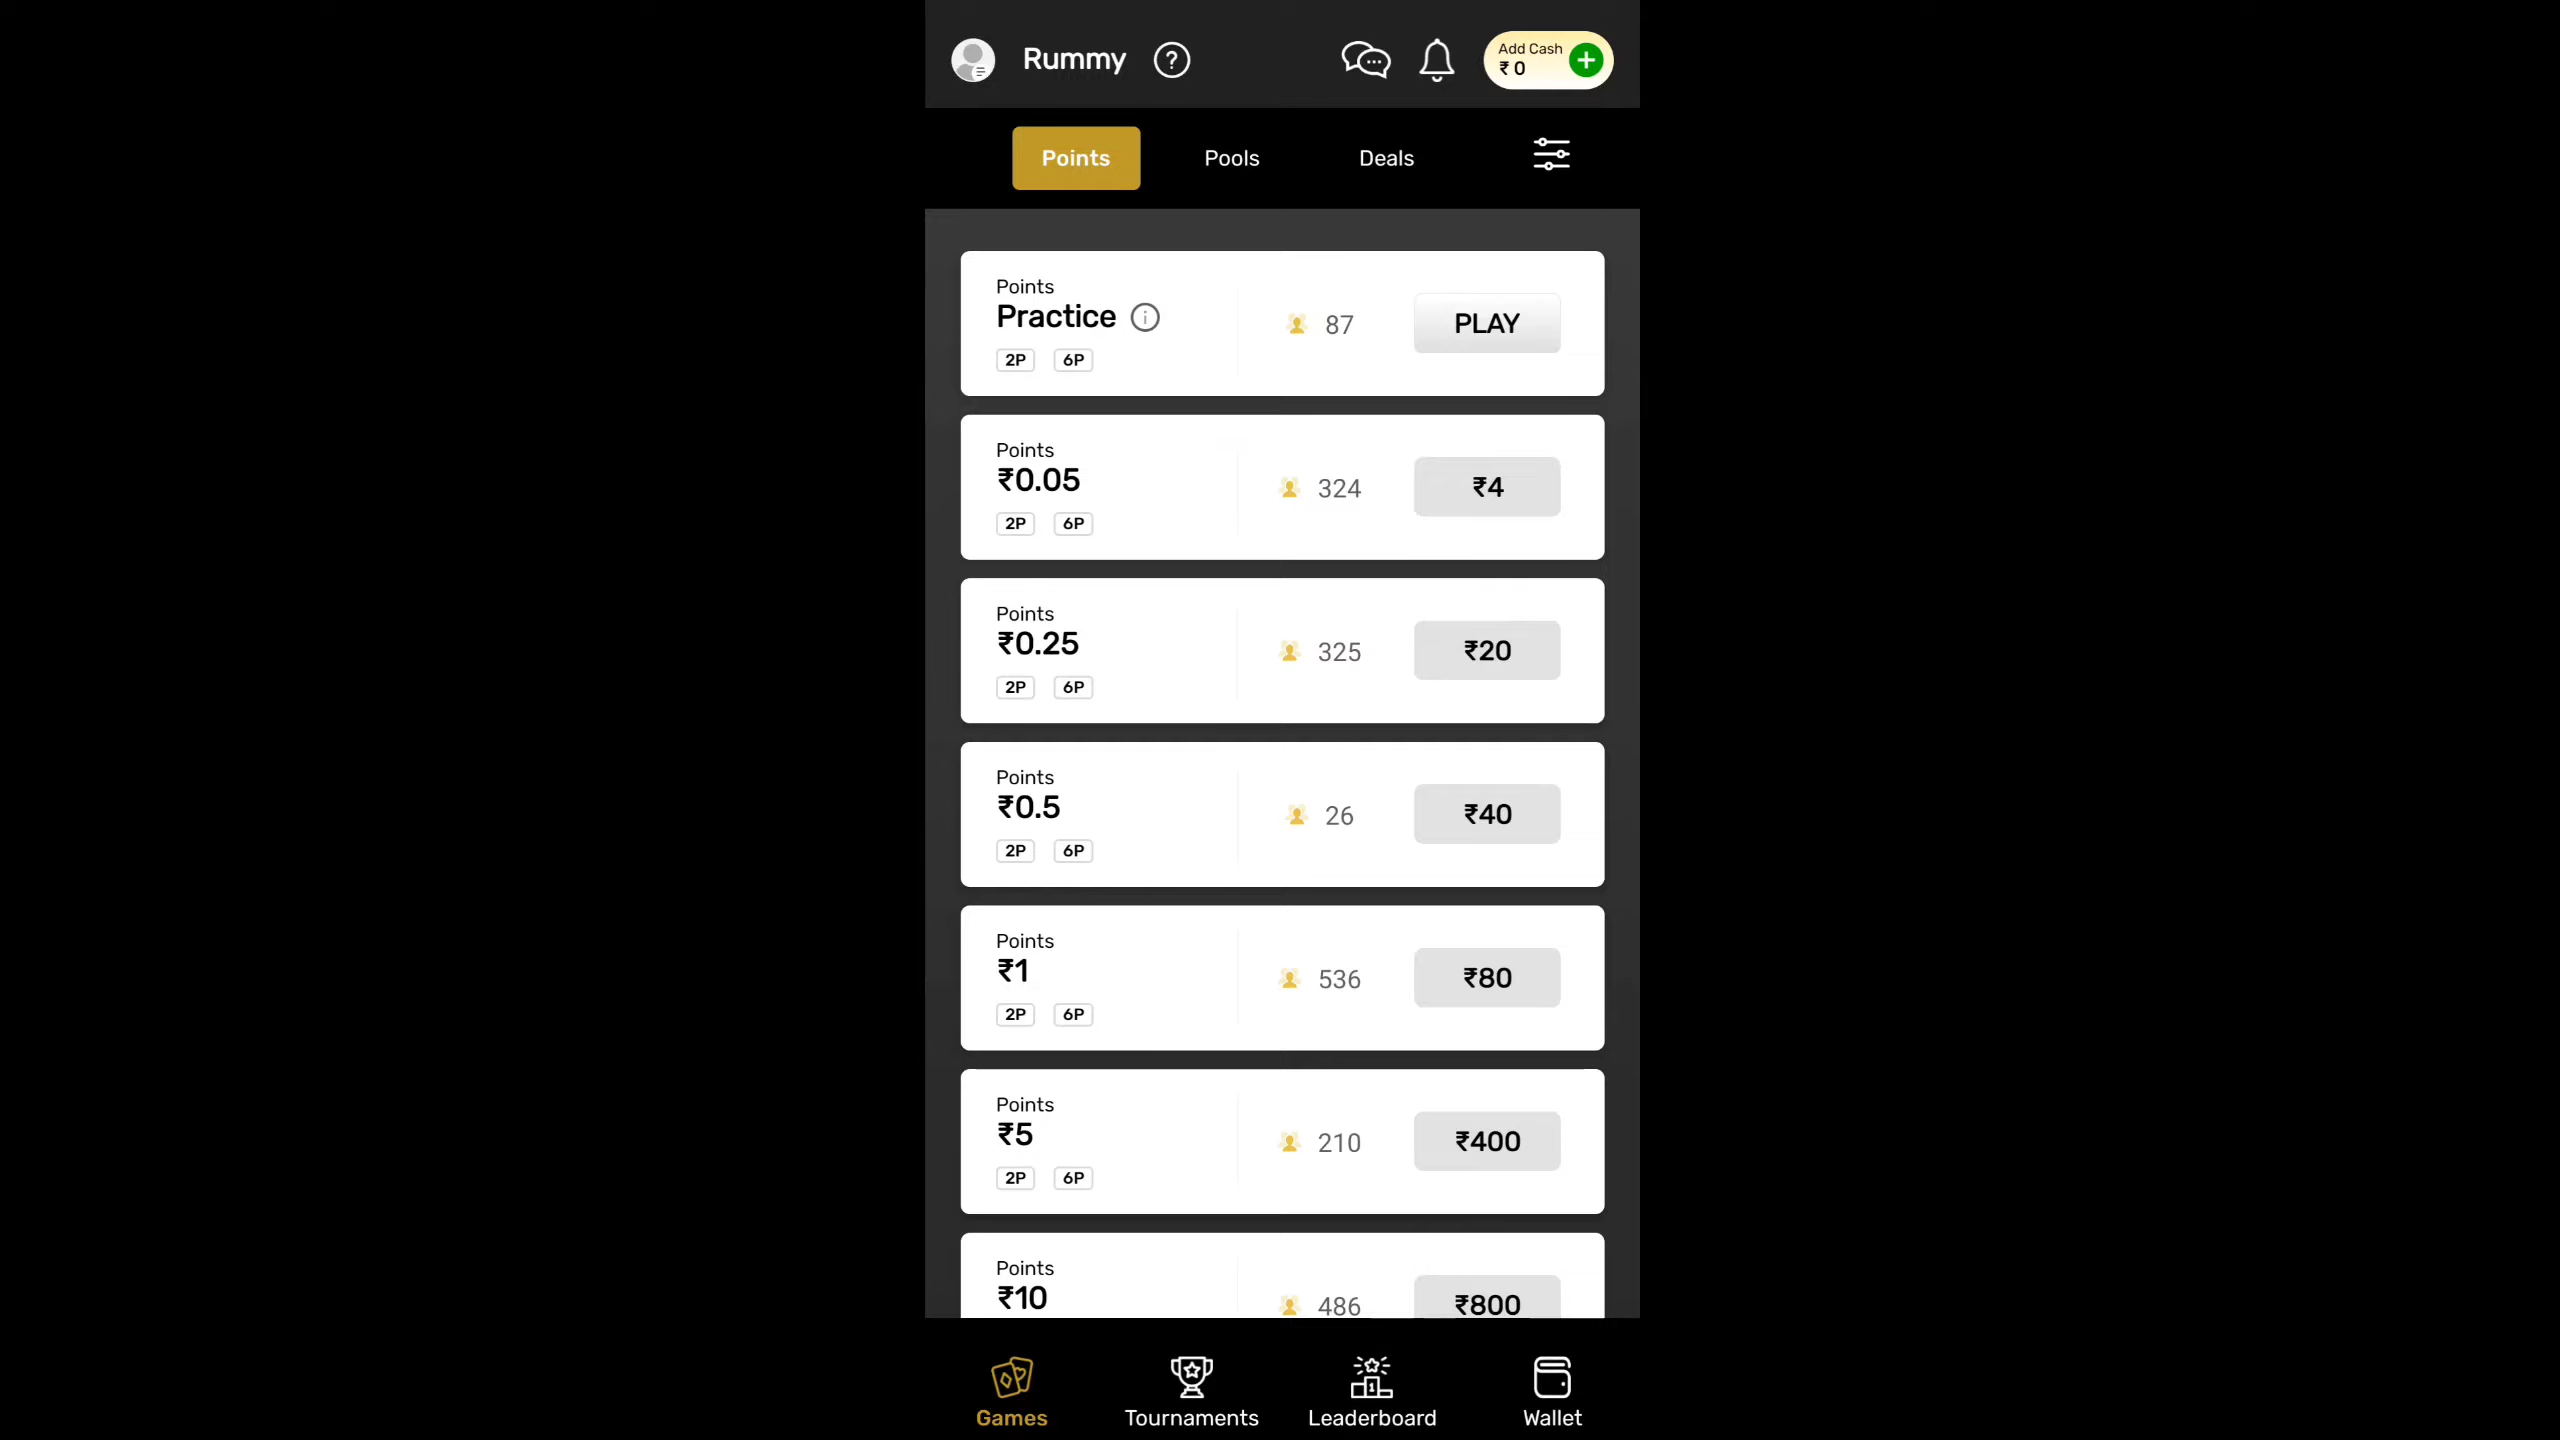 Rummy ?
Add Cash
₹ 0
Points
Pools
Deals
Points
Practice
2P 6P
87
PLAY
Points
₹0.05
2P 6P
324
₹4
Points
₹0.25
2P 6P
325
₹20
Points
₹0.5
2P 6P
26
₹40
Points
₹1
2P 6P
536
₹80
Points
₹5
2P 6P
210
₹400
Points
₹10
486
₹800
Games
Tournaments
Leaderboard
Wallet